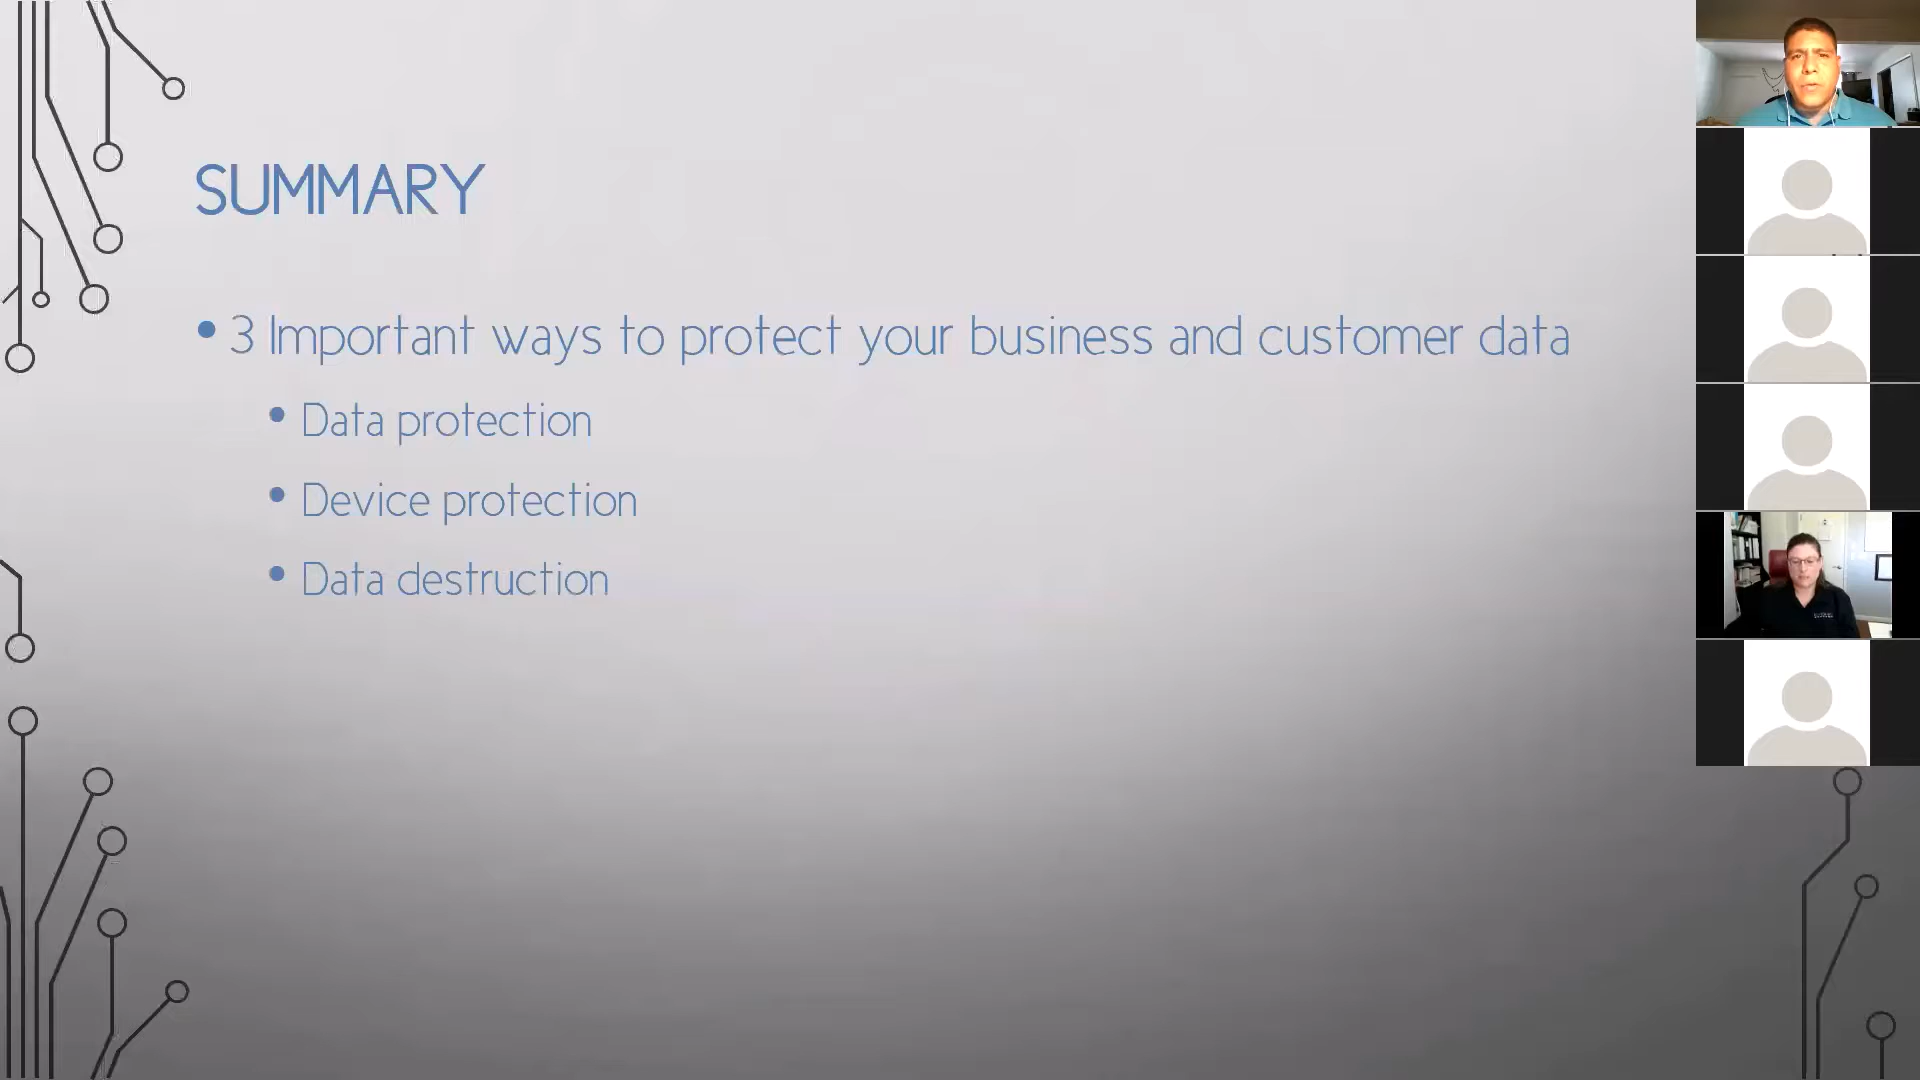 SUMMARY
3 Important ways to protect your business and customer data
Data protection
Device protection
Data destruction